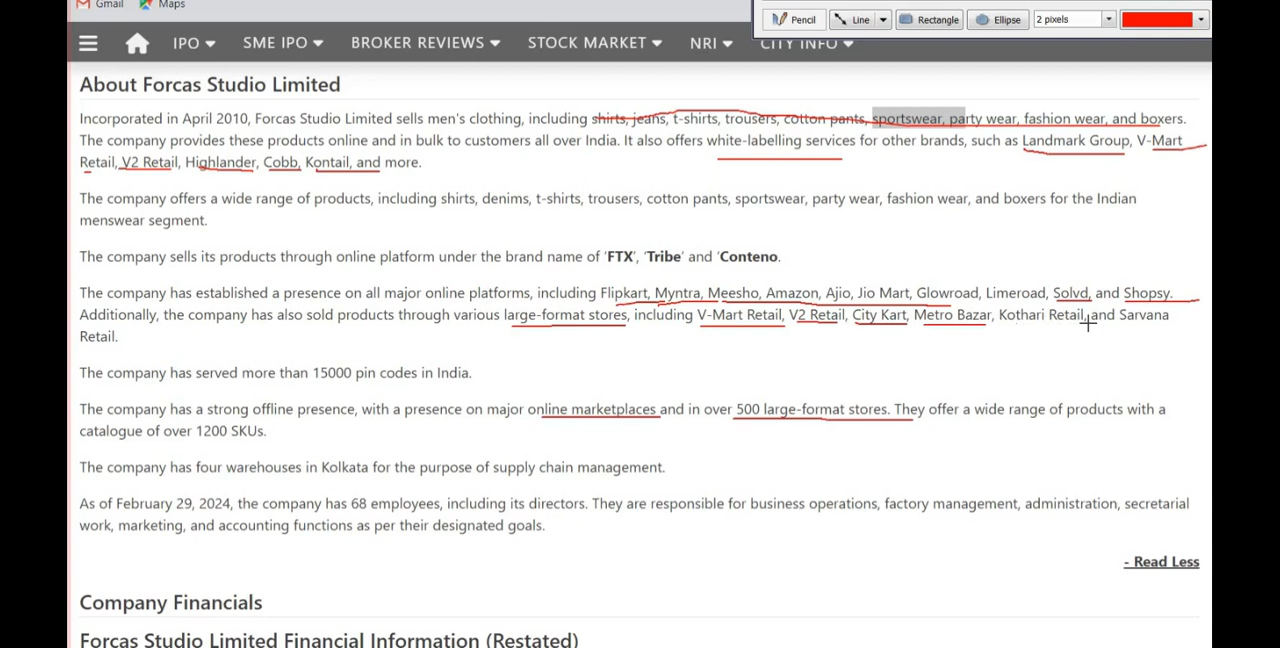 Gmail Maps
Pencil Line Rectangle Ellipse 2 pixels
IPO SME IPO BROKER REVIEWS STOCK MARKET NRI CITY INFO
About Forcas Studio Limited
Incorporated in April 2010, Forcas Studio Limited sells men's clothing, including shirts, jeans, t-shirts, trousers, cotton pants, sportswear, party wear, fashion wear, and boxers.
The company provides these products online and in bulk to customers all over India. It also offers white-labelling services for other brands, such as Landmark Group, V-Mart
Retail, V2 Retail, Highlander, Cobb, Kontail, and more.
The company offers a wide range of products, including shirts, denims, t-shirts, trousers, cotton pants, sportswear, party wear, fashion wear, and boxers for the Indian
menswear segment.
The company sells its products through online platform under the brand name of 'FTX', 'Tribe' and 'Conteno.
The company has established a presence on all major online platforms, including Flipkart, Myntra, Meesho, Amazon, Ajio, Jio Mart, Glowroad, Limeroad, Solvd, and Shopsy.
Additionally, the company has also sold products through various large-format stores, including V-Mart Retail, V2 Retail, City Kart, Metro Bazar, Kothari Retail, and Sarvana
Retail.
The company has served more than 15000 pin codes in India.
The company has a strong offline presence, with a presence on major online marketplaces and in over 500 large-format stores. They offer a wide range of products with a
catalogue of over 1200 SKUs.
The company has four warehouses in Kolkata for the purpose of supply chain management.
As of February 29, 2024, the company has 68 employees, including its directors. They are responsible for business operations, factory management, administration, secretarial
work, marketing, and accounting functions as per their designated goals.
- Read Less
Company Financials
Forcas Studio Limited Financial Information (Restated)